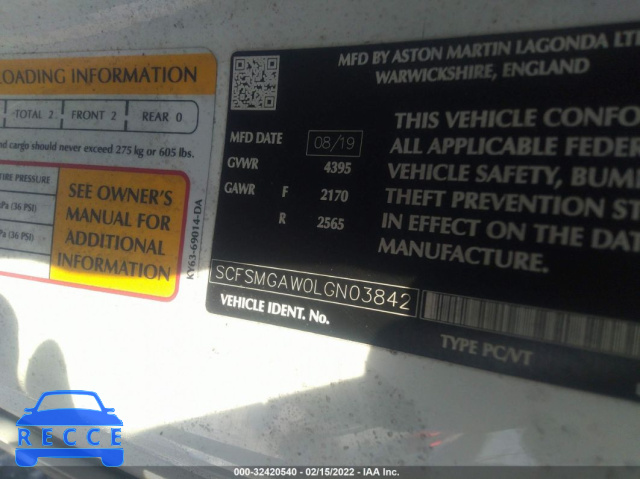 LOADING INFORMATION
TOTAL 2 FRONT 2 REAR 0
and cargo should never exceed 275 kg or 605 lbs.
TIRE PRESSURE
kPa (36 PSI)
kPa (36 PSI)
SEE OWNER'S
MANUAL FOR
ADDITIONAL
INFORMATION
KY63-69014-DA
MFD BY ASTON MARTIN LAGONDA LTD
WARWICKSHIRE, ENGLAND
MFD DATE 08/19
GVWR 4395
GAWR F 2170
R 2565
THIS VEHICLE CONFO
ALL APPLICABLE FEDER
VEHICLE SAFETY, BUM
THEFT PREVENTION ST
IN EFFECT ON THE DAT
MANUFACTURE.
SCFSMGAW0LGN03842
VEHICLE IDENT. No.
TYPE PC/VT
RECCE
000-32420540 - 02/15/2022 - IAA Inc.